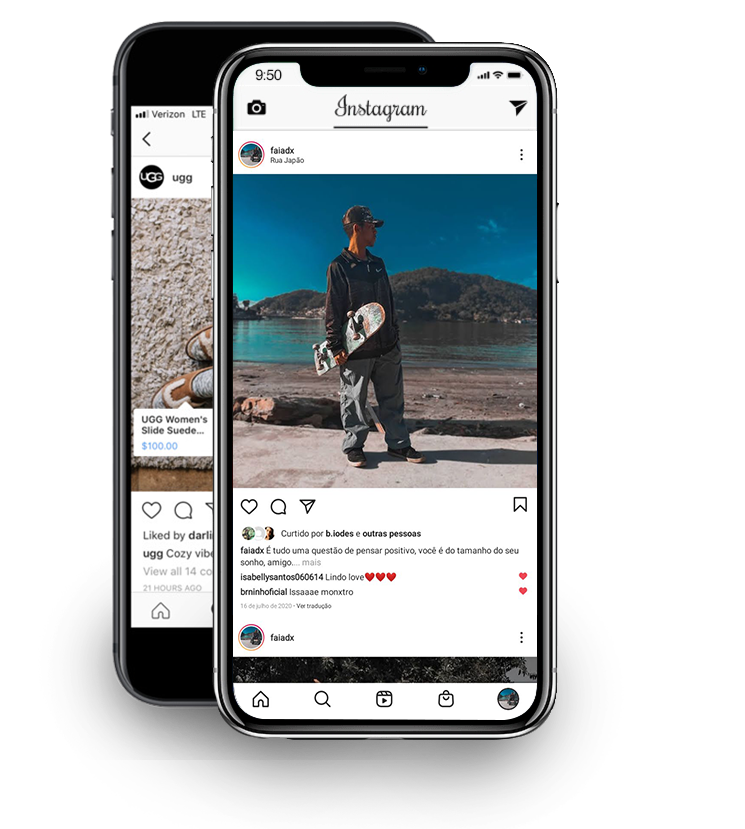 Verizon LTE
UGG
ugg
UGG Women's
Slide Suede...
$100.00
Liked by darli
ugg Cozy vibe
View all 14 co
21 HOURS AGO
9:50
Instagram
faiadx
Rua Japão
Curtido por b.iodes e outras pessoas
faiadx É tudo uma questão de pensar positivo, você é do tamanho do seu
sonho, amigo.... mais
isabellysantos060614 Lindo love❤️❤️❤️
brninhoficial Issaaae monxtro
16 de julho de 2020 • Ver tradução
faiadx